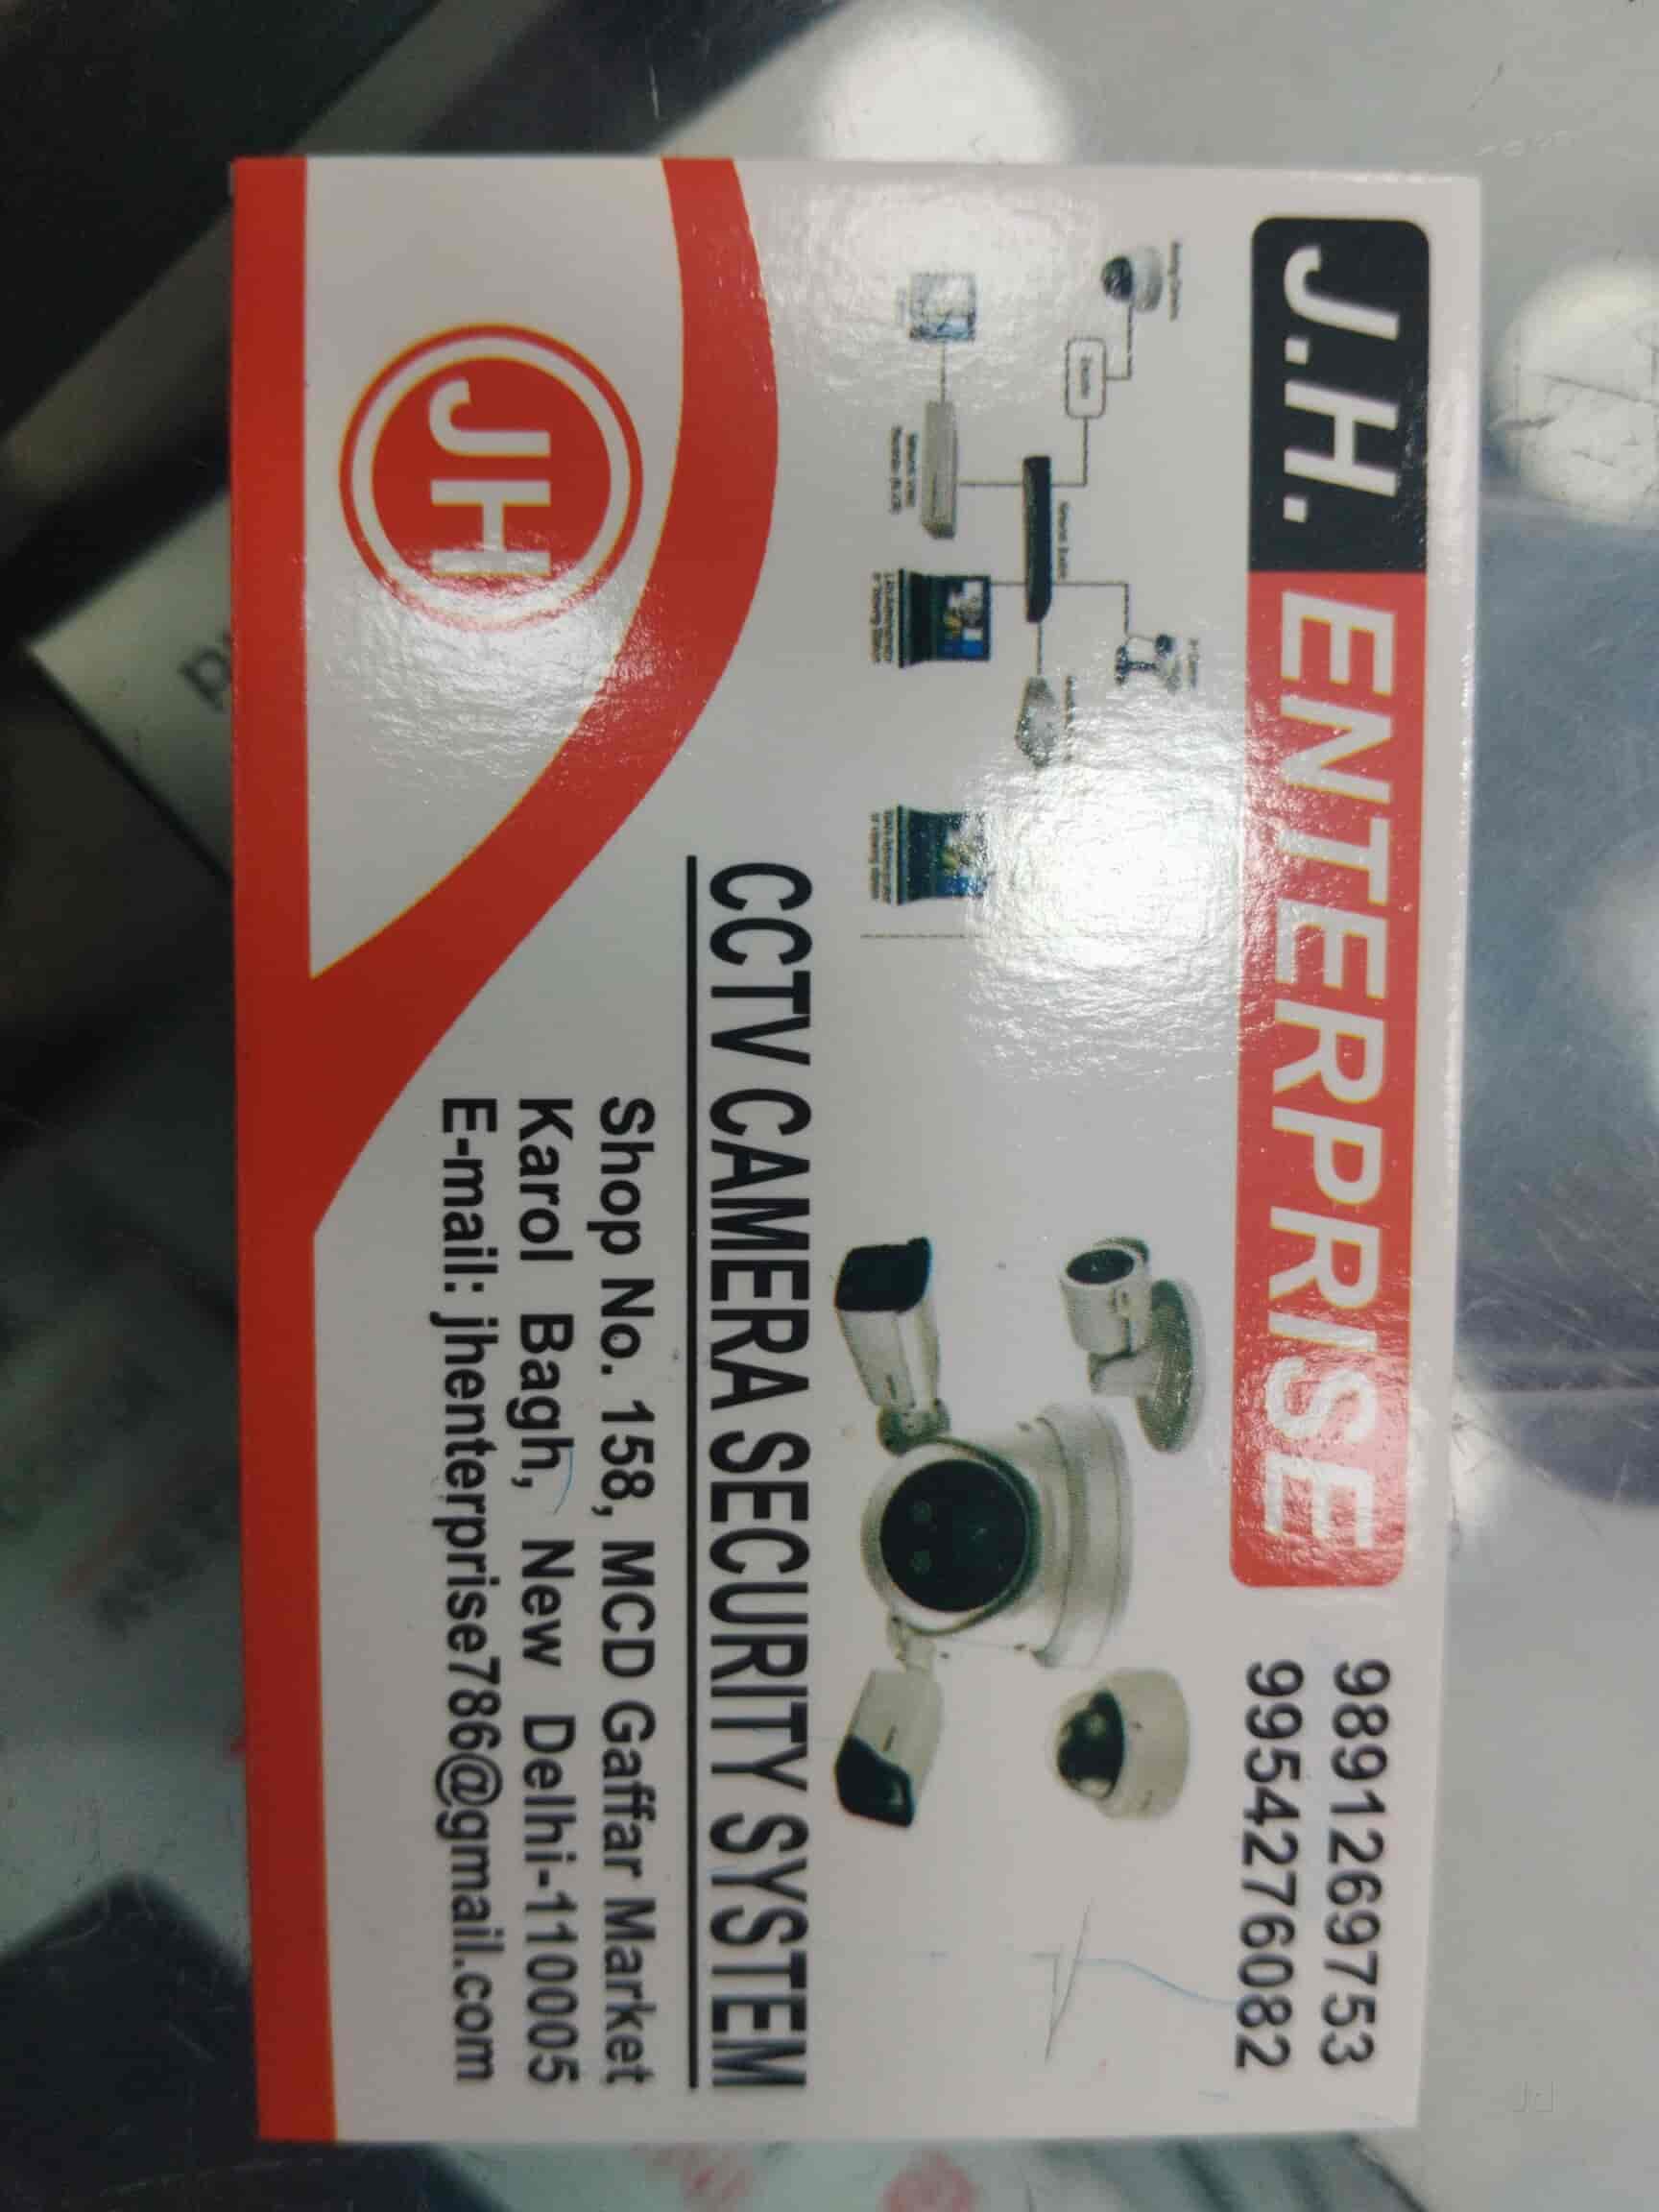 J.H. ENTERPRISE
9891269753
9954276082
CCTV CAMERA SECURITY SYSTEM
Shop No. 158, MCD Gaffar Market
Karol Bagh, New Delhi-110005
E-mail: jhenterprise786@gmail.com
JH
Jd